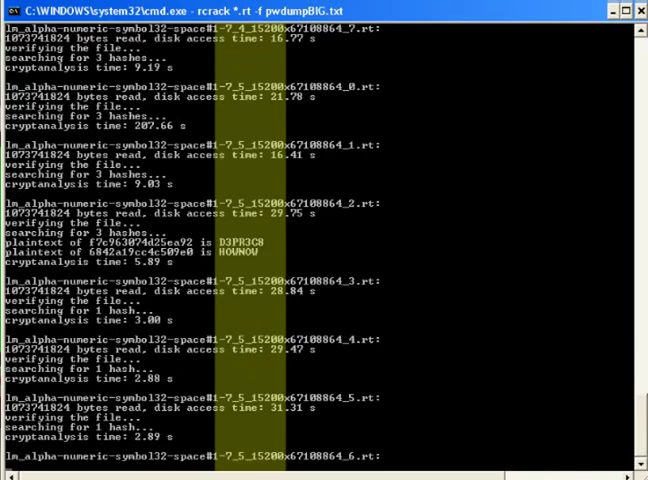 C:\WINDOWS\system32\cmd.exe - rcrack *.rt -f pwdumpBIG.txt
lm_alpha-numeric-symbol32-space#1-7_4_15200x67108864_7.rt:
1073741824 bytes read, disk access time: 16.77 s
verifying the file...
searching for 3 hashes...
cryptanalysis time: 9.19 s
lm_alpha-numeric-symbol32-space#1-7_5_15200x67108864_0.rt:
1073741824 bytes read, disk access time: 21.78 s
verifying the file...
searching for 3 hashes...
cryptanalysis time: 207.66 s
lm_alpha-numeric-symbol32-space#1-7_5_15200x67108864_1.rt:
1073741824 bytes read, disk access time: 16.41 s
verifying the file...
searching for 3 hashes...
cryptanalysis time: 9.03 s
lm_alpha-numeric-symbol32-space#1-7_5_15200x67108864_2.rt:
1073741824 bytes read, disk access time: 29.75 s
verifying the file...
searching for 3 hashes...
plaintext of f7c963074d25ea92 is D3PR3C8
plaintext of 6842a19cc4c509e0 is HOWNOW
cryptanalysis time: 5.89 s
lm_alpha-numeric-symbol32-space#1-7_5_15200x67108864_3.rt:
1073741824 bytes read, disk access time: 28.84 s
verifying the file...
searching for 1 hash...
cryptanalysis time: 3.00 s
lm_alpha-numeric-symbol32-space#1-7_5_15200x67108864_4.rt:
1073741824 bytes read, disk access time: 29.47 s
verifying the file...
searching for 1 hash...
cryptanalysis time: 2.88 s
lm_alpha-numeric-symbol32-space#1-7_5_15200x67108864_5.rt:
1073741824 bytes read, disk access time: 31.31 s
verifying the file...
searching for 1 hash...
cryptanalysis time: 2.89 s
lm_alpha-numeric-symbol32-space#1-7_5_15200x67108864_6.rt: